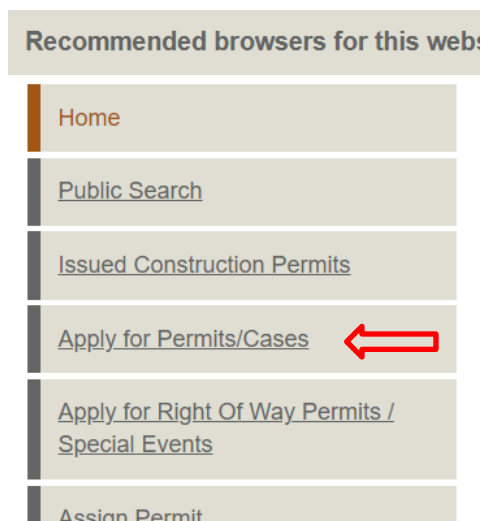 Recommended browsers for this
Home
Public Search
Issued Construction Permits
Apply for Permits/Cases
Apply for Right Of Way Permits /
Special Events
Assign Permit